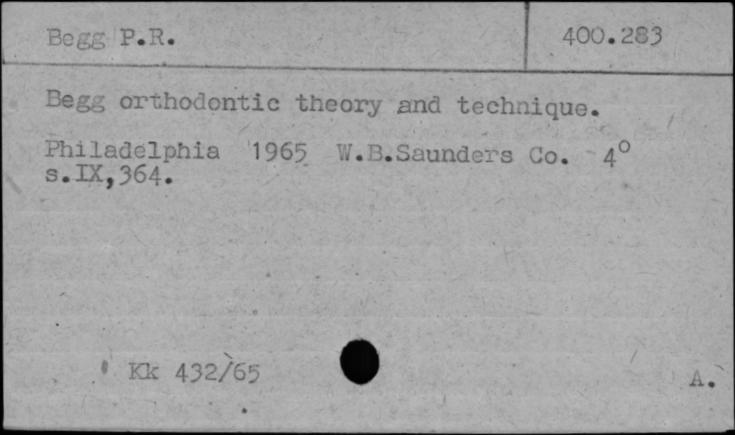 Begg P.R. 400.283
Begg orthodontic theory and technique.
Philadelphia 1965 W.B.Saunders Co. 4°
s.IX,364.
Kk 432/65 A.